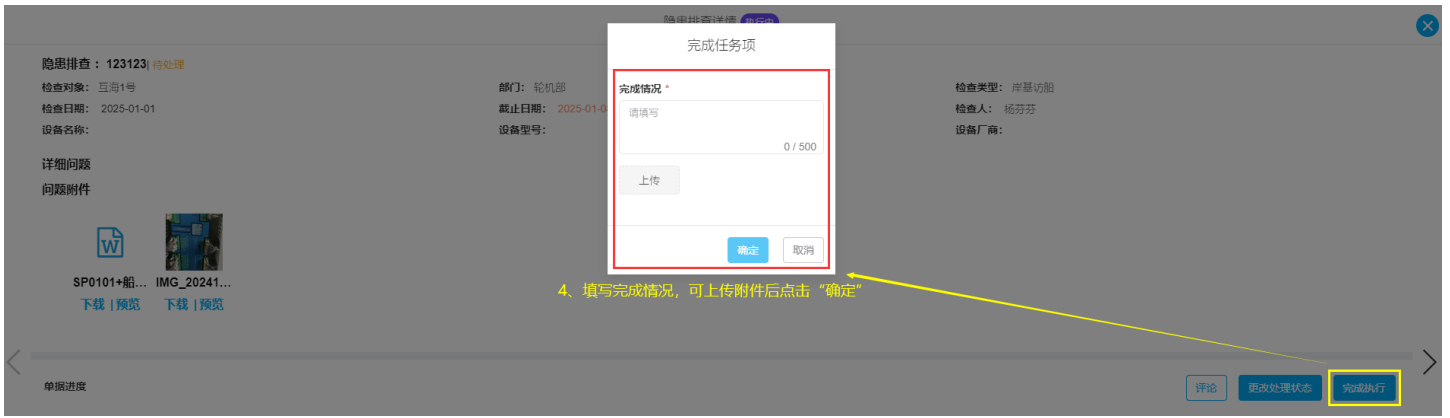 隐患排查详情 执行中
完成任务项
隐患排查：123123| 待处理
检查对象： 互海1号
部门： 轮机部
检查类型： 岸基访船
检查日期： 2025-01-01
截止日期： 2025-01-0
检查人： 杨芬芬
设备名称：
设备型号：
设备厂商：
完成情况 *
请填写
0 / 500
上传
确定
取消
详细问题
问题附件
W
SP0101+船...
IMG_20241...
下载 | 预览
下载 | 预览
4、填写完成情况，可上传附件后点击“确定”
单据进度
评论
更改处理状态
完成执行